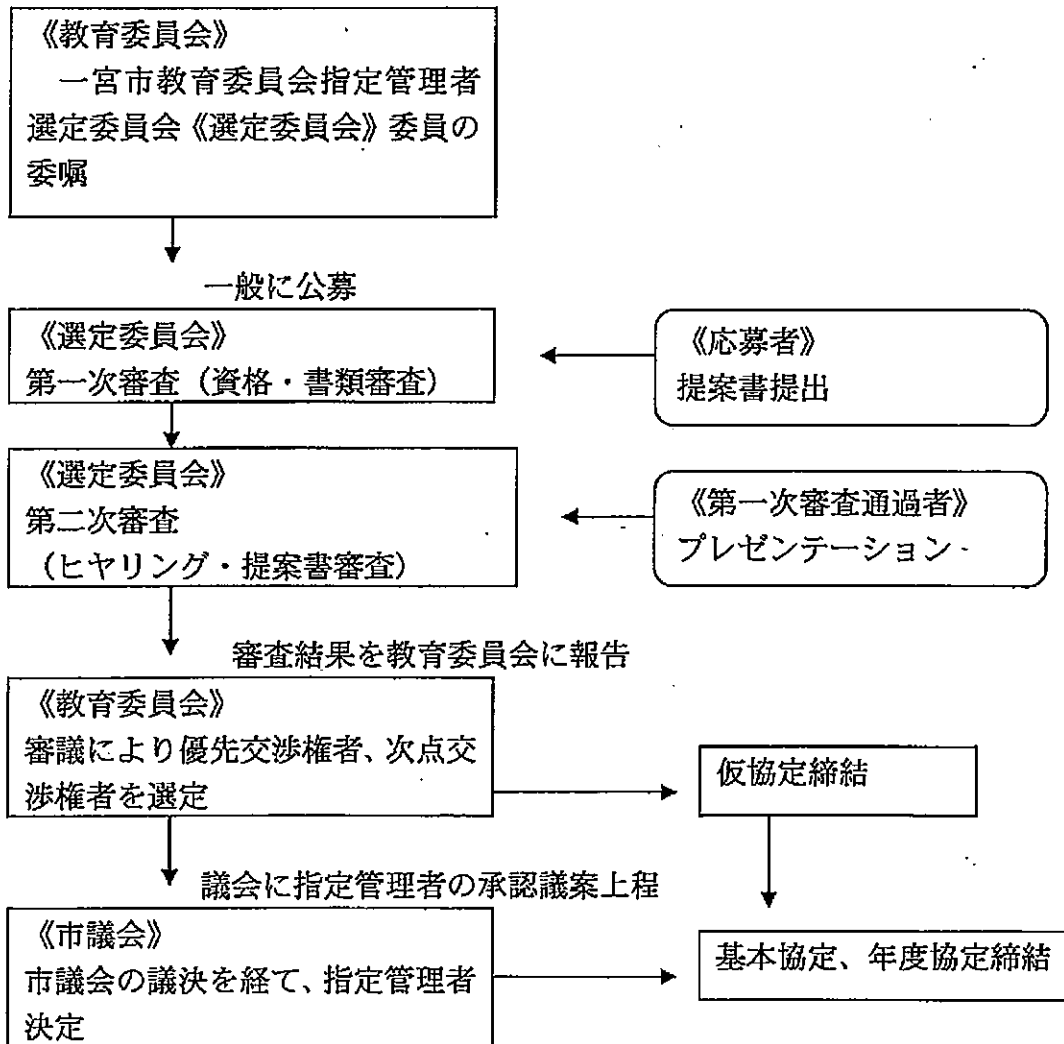 《教育委員会》
一宮市教育委員会指定管理者
選定委員会《選定委員会》委員の
委嘱
一般に公募
《選定委員会》
第一次審査（資格・書類審査）
《応募者》
提案書提出
《選定委員会》
第二次審査
（ヒヤリング・提案書審査）
《第一次審査通過者》
プレゼンテーション
審査結果を教育委員会に報告
《教育委員会》
審議により優先交渉権者、次点交
渉権者を選定
仮協定締結
議会に指定管理者の承認議案上程
《市議会》
市議会の議決を経て、指定管理者
決定
基本協定、年度協定締結